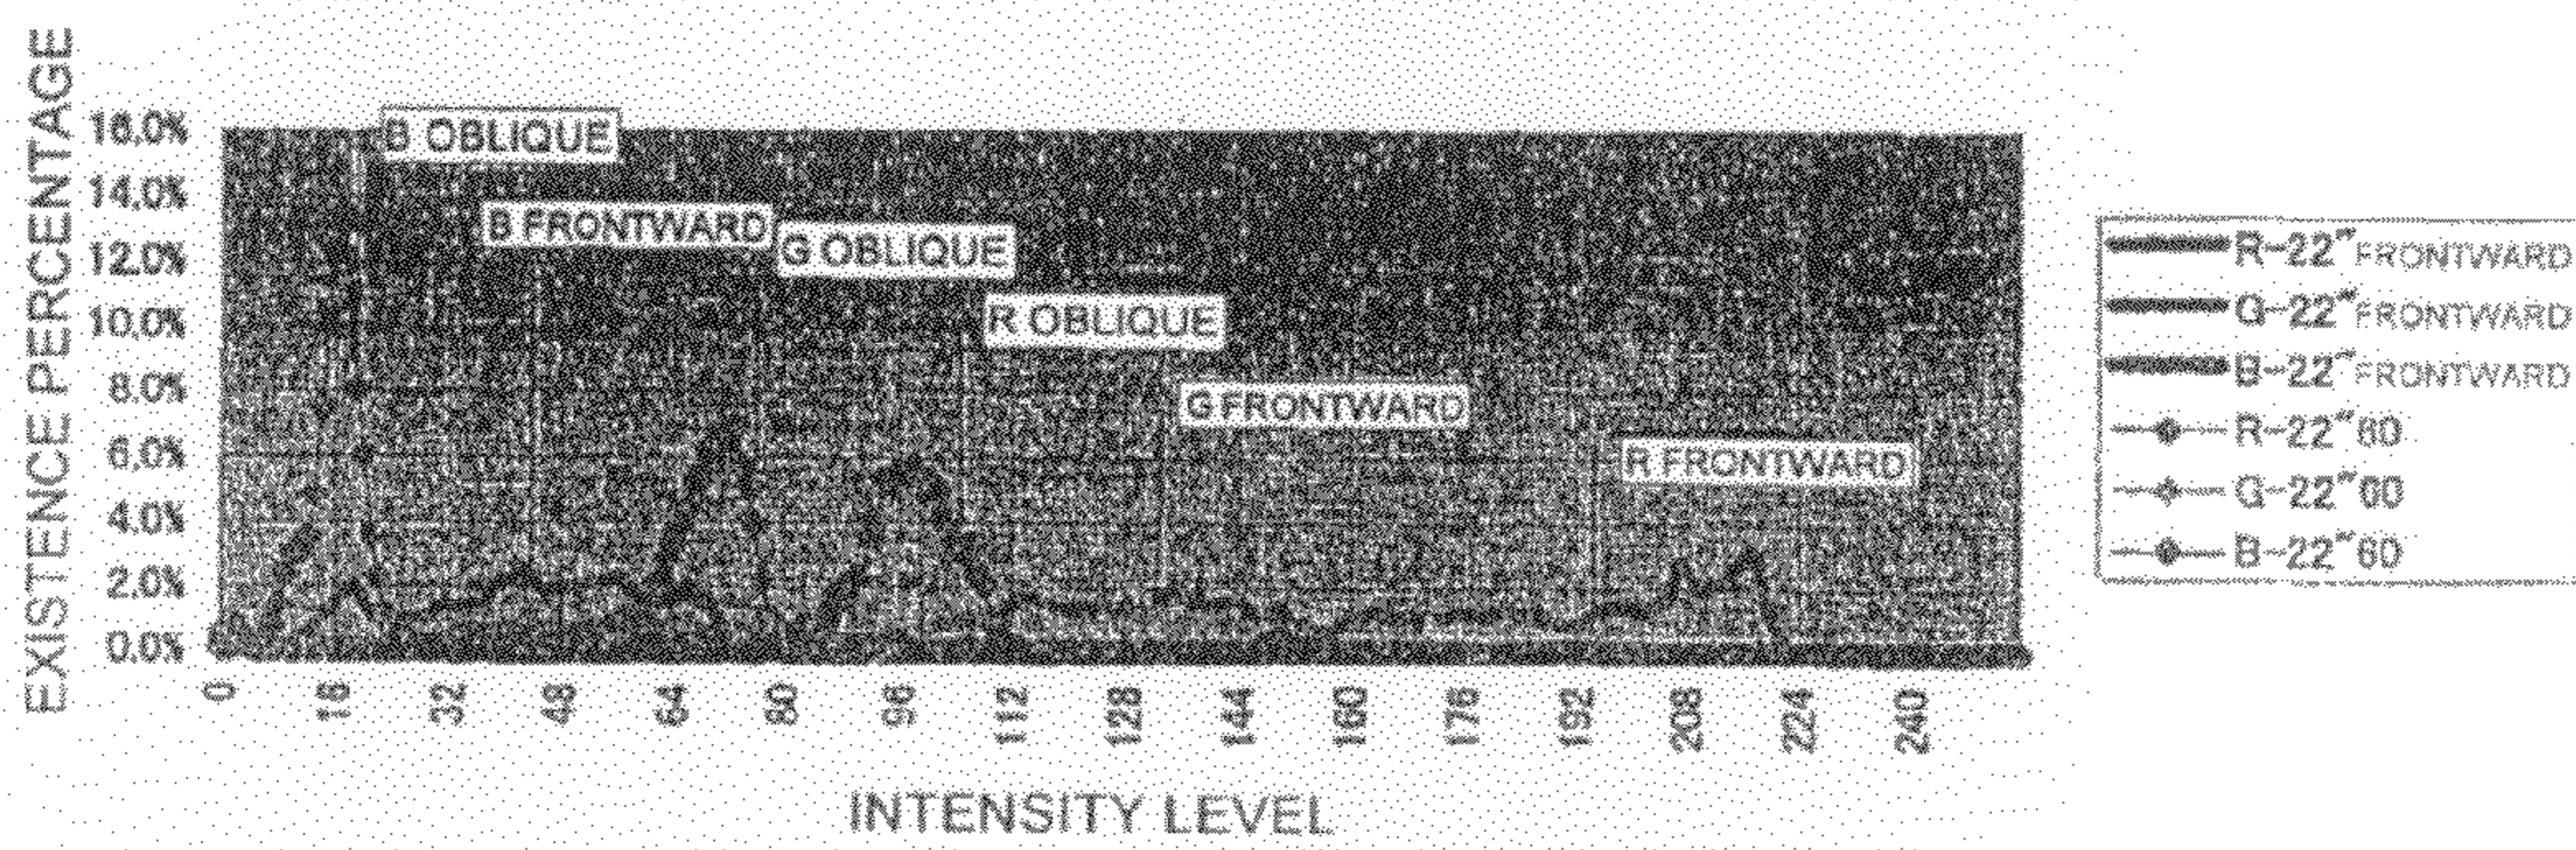 EXISTENCE PERCENTAGE
16.0%
14.0%
12.0%
10.0%
8.0%
6.0%
4.0%
2.0%
0.0%
B OBLIQUE
B FRONTWARD
G OBLIQUE
R OBLIQUE
G FRONTWARD
R FRONTWARD
0 16 32 48 64 80 96 112 128 144 160 176 192 208 224 240
INTENSITY LEVEL
R-22" FRONTWARD
G-22" FRONTWARD
B-22" FRONTWARD
R-22" 60
G-22" 60
B-22" 60